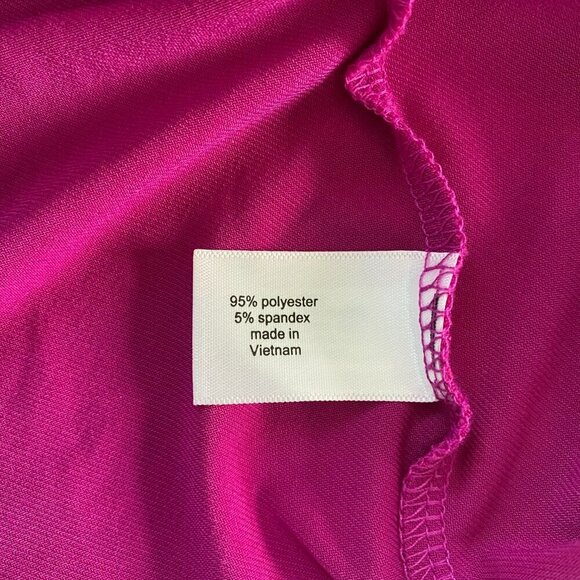 95% polyester
5% spandex
made in
Vietnam